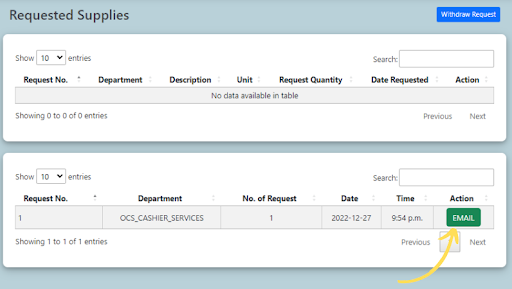 Requested Supplies
Withdraw Request
Show 10 entries
Search:
Request No. Department Description Unit Request Quantity Date Requested Action
No data available in table
Showing 0 to 0 of 0 entries
Previous Next
Show 10 entries
Search:
Request No. Department No. of Request Date Time Action
1 OCS_CASHIER_SERVICES 1 2022-12-27 9:54 p.m. EMAIL
Showing 1 to 1 of 1 entries
Previous Next